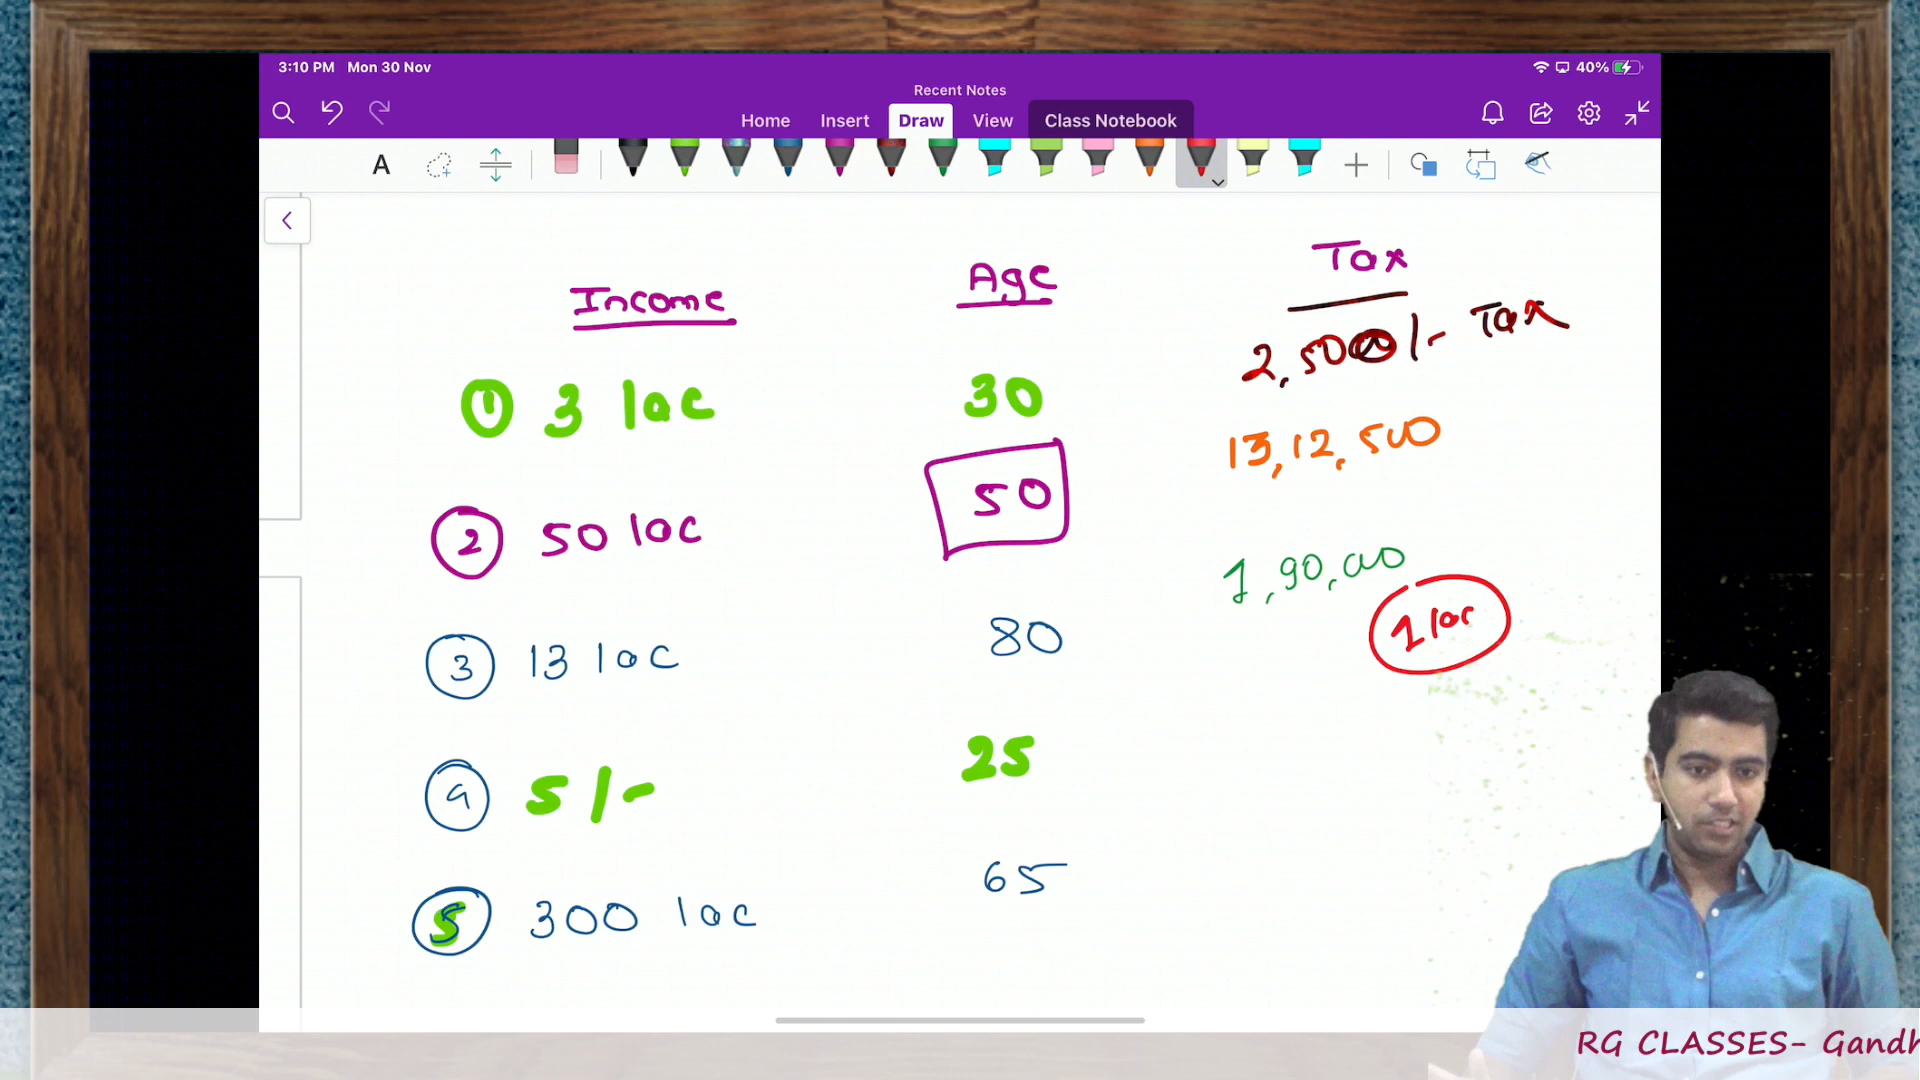 3:10 PM Mon 30 Nov
40%
Recent Notes
Home Insert Draw View Class Notebook
A
Income Age Tax
① 3 lac 30 2,500/- Tax
② 50 lac 50 13,12,500
③ 13 lac 80 1,90,000
1 lac
④ 5/- 25
⑤ 300 lac 65
RG CLASSES- Gandh